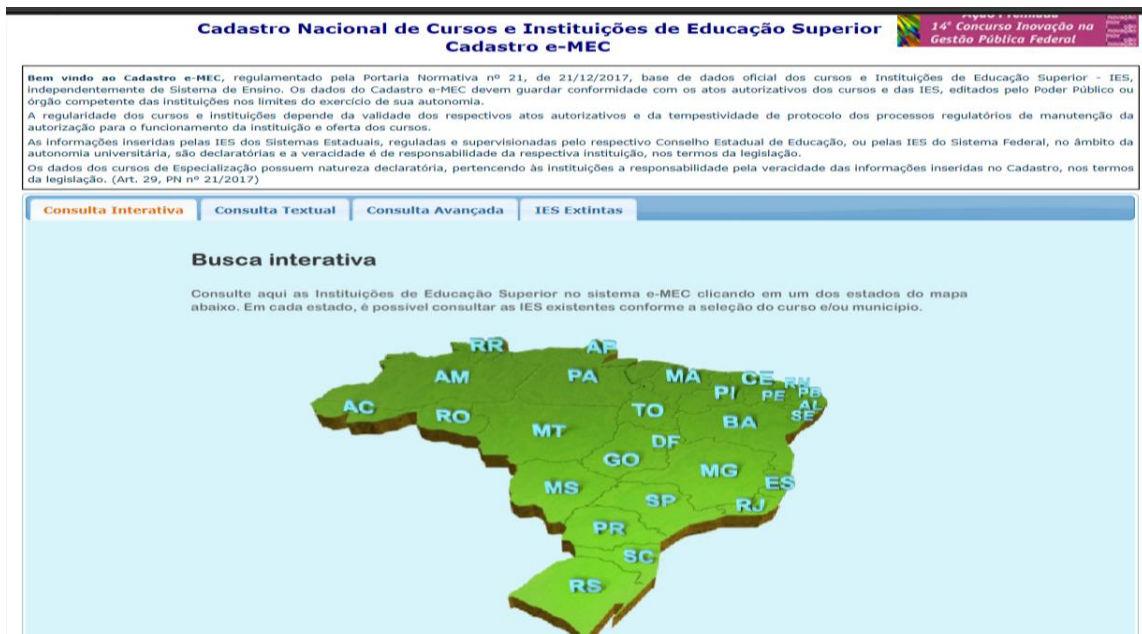 Cadastro Nacional de Cursos e Instituições de Educação Superior
Cadastro e-MEC
Ação Premiada
14º Concurso Inovação na
Gestão Pública Federal
Bem vindo ao Cadastro e-MEC, regulamentado pela Portaria Normativa nº 21, de 21/12/2017, base de dados oficial dos cursos e Instituições de Educação Superior - IES,
independentemente de Sistema de Ensino. Os dados do Cadastro e-MEC devem guardar conformidade com os atos autorizativos dos cursos e das IES, editados pelo Poder Público ou
órgão competente das instituições nos limites do exercício de sua autonomia.
A regularidade dos cursos e instituições depende da validade dos respectivos atos autorizativos e da tempestividade de protocolo dos processos regulatórios de manutenção da
autorização para o funcionamento da instituição e oferta dos cursos.
As informações inseridas pelas IES dos Sistemas Estaduais, reguladas e supervisionadas pelo respectivo Conselho Estadual de Educação, ou pelas IES do Sistema Federal, no âmbito da
autonomia universitária, são declaratórias e a veracidade é de responsabilidade da respectiva instituição, nos termos da legislação.
Os dados dos cursos de Especialização possuem natureza declaratória, pertencendo às instituições a responsabilidade pela veracidade das informações inseridas no Cadastro, nos termos
da legislação. (Art. 29, PN nº 21/2017)
Consulta Interativa Consulta Textual Consulta Avançada IES Extintas
Busca interativa
Consulte aqui as Instituições de Educação Superior no sistema e-MEC clicando em um dos estados do mapa
abaixo. Em cada estado, é possível consultar as IES existentes conforme a seleção do curso e/ou município.
RR AP
AM PA MA CE RN
PI PE PB
AC RO TO BA AL
SE
MT DF
GO MG
MS SP ES
RJ
PR
SC
RS